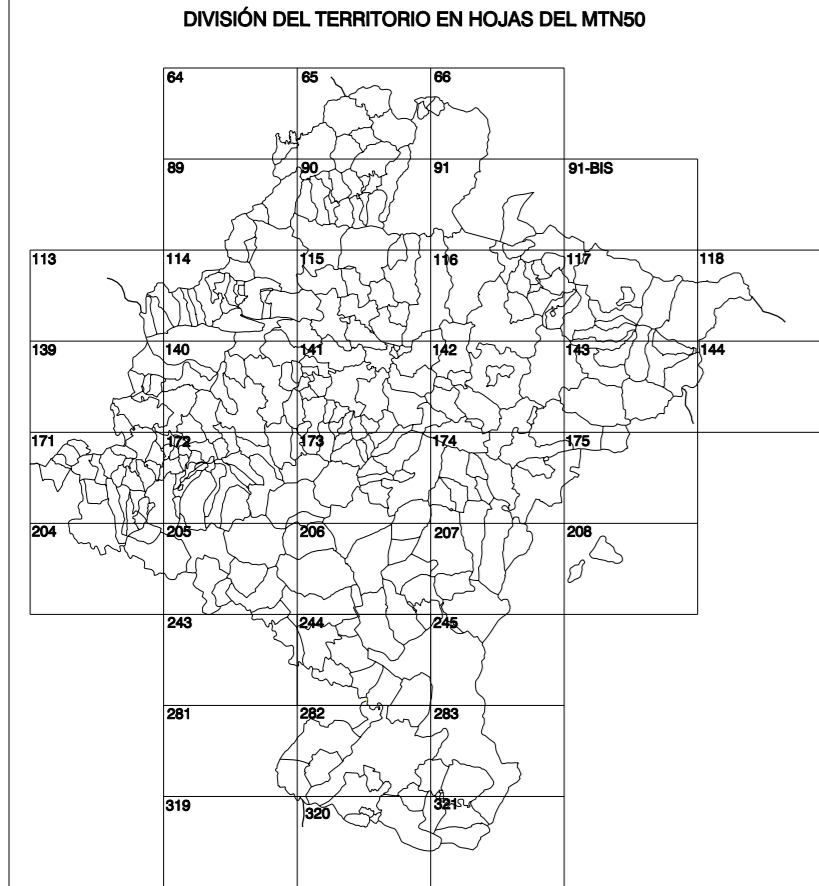 DIVISIÓN DEL TERRITORIO EN HOJAS DEL MTN50
64 65 66
89 90 91 91-BIS
113 114 115 116 117 118
139 140 141 142 143 144
171 172 173 174 175
204 205 206 207 208
243 244 245
281 282 283
319 320 321